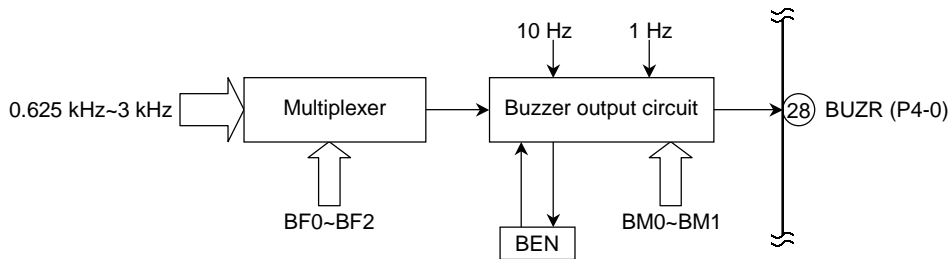 10 Hz
1 Hz
0.625 kHz~3 kHz
Multiplexer
Buzzer output circuit
28
BUZR (P4-0)
BF0~BF2
BM0~BM1
BEN